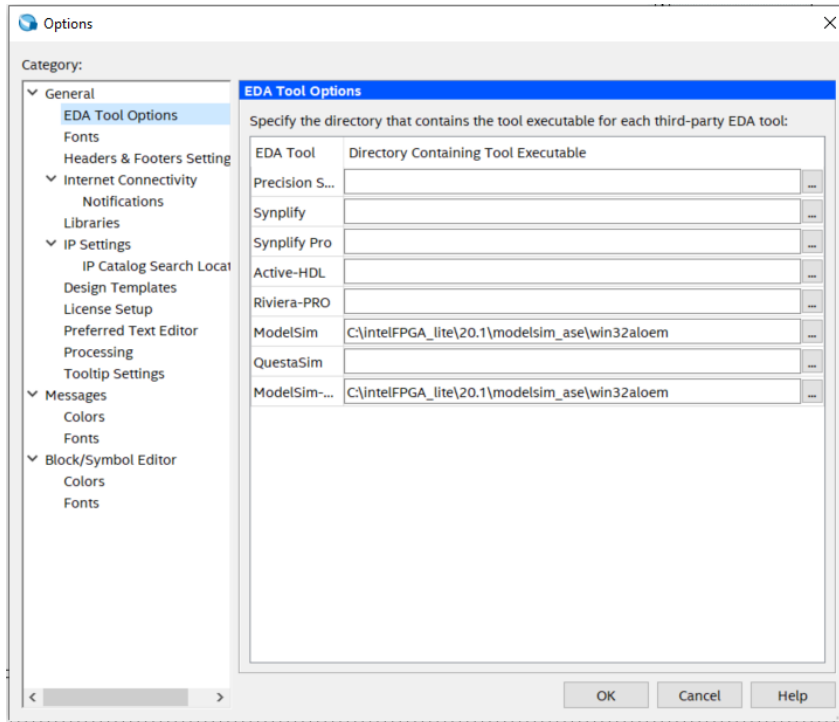 Options
Category:
General
EDA Tool Options
Fonts
Headers & Footers Setting
Internet Connectivity
Notifications
Libraries
IP Settings
IP Catalog Search Locat
Design Templates
License Setup
Preferred Text Editor
Processing
Tooltip Settings
Messages
Colors
Fonts
Block/Symbol Editor
Colors
Fonts
EDA Tool Options
Specify the directory that contains the tool executable for each third-party EDA tool:
EDA Tool Directory Containing Tool Executable
Precision S... ...
Synplify ...
Synplify Pro ...
Active-HDL ...
Riviera-PRO ...
ModelSim C:\intelFPGA_lite\20.1\modelsim_ase\win32aloem ...
QuestaSim ...
ModelSim-... C:\intelFPGA_lite\20.1\modelsim_ase\win32aloem ...
OK Cancel Help